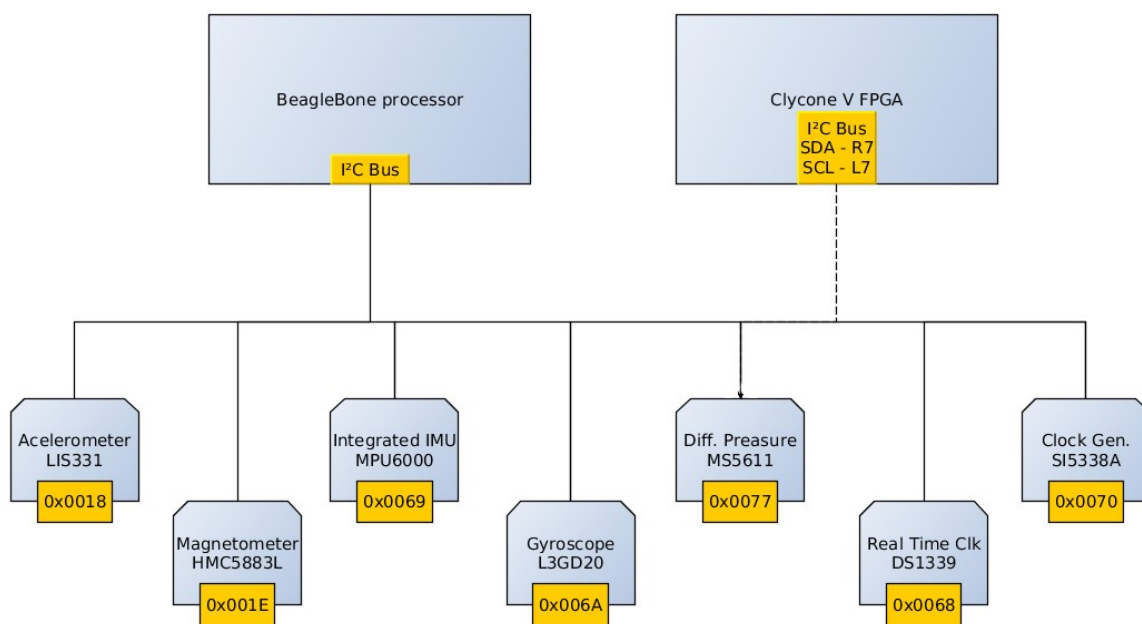 BeagleBone processor
I²C Bus
Clycone V FPGA
I²C Bus
SDA - R7
SCL - L7
Acelerometer
LIS331
0x0018
Magnetometer
HMC5883L
0x001E
Integrated IMU
MPU6000
0x0069
Gyroscope
L3GD20
0x006A
Diff. Preasure
MS5611
0x0077
Real Time Clk
DS1339
0x0068
Clock Gen.
SI5338A
0x0070